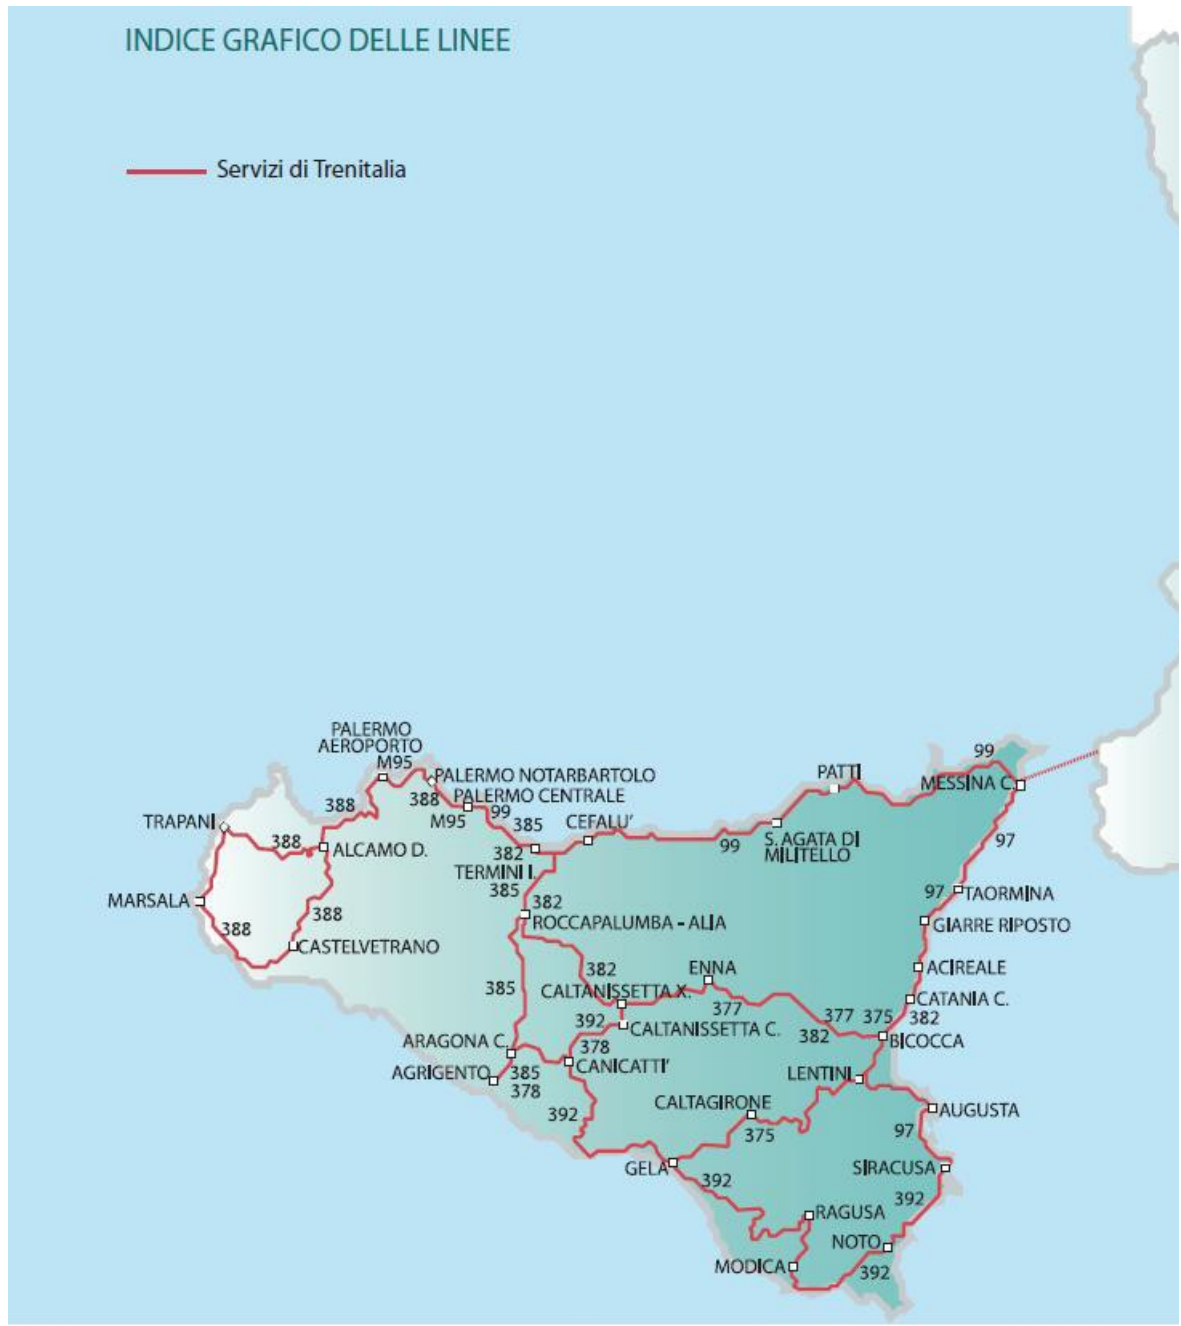 INDICE GRAFICO DELLE LINEE
Servizi di Trenitalia
PALERMO
AEROPORTO
M95
PALERMO NOTARBARTOLO
388
PALERMO CENTRALE
M95
99
388
TRAPANI
388
ALCAMO D.
385
CEFALU'
382
TERMINI I.
385
99
S. AGATA DI
MILITELLO
PATTI
99
MESSINA C.
97
97
TAORMINA
GIARRE RIPOSTO
ACIREALE
CATANIA C.
382
MARSALA
388
388
CASTELVETRANO
382
ROCCAPALUMBA - ALIA
385
382
ENNA
CALTANISSETTA X.
377
377
375
382
BICOCCA
392
CALTANISSETTA C.
378
ARAGONA C.
CANICATTI'
AGRIGENTO
385
378
LENTINI
392
CALTAGIRONE
375
AUGUSTA
97
GELA
392
SIRACUSA
392
RAGUSA
NOTO
MODICA
392